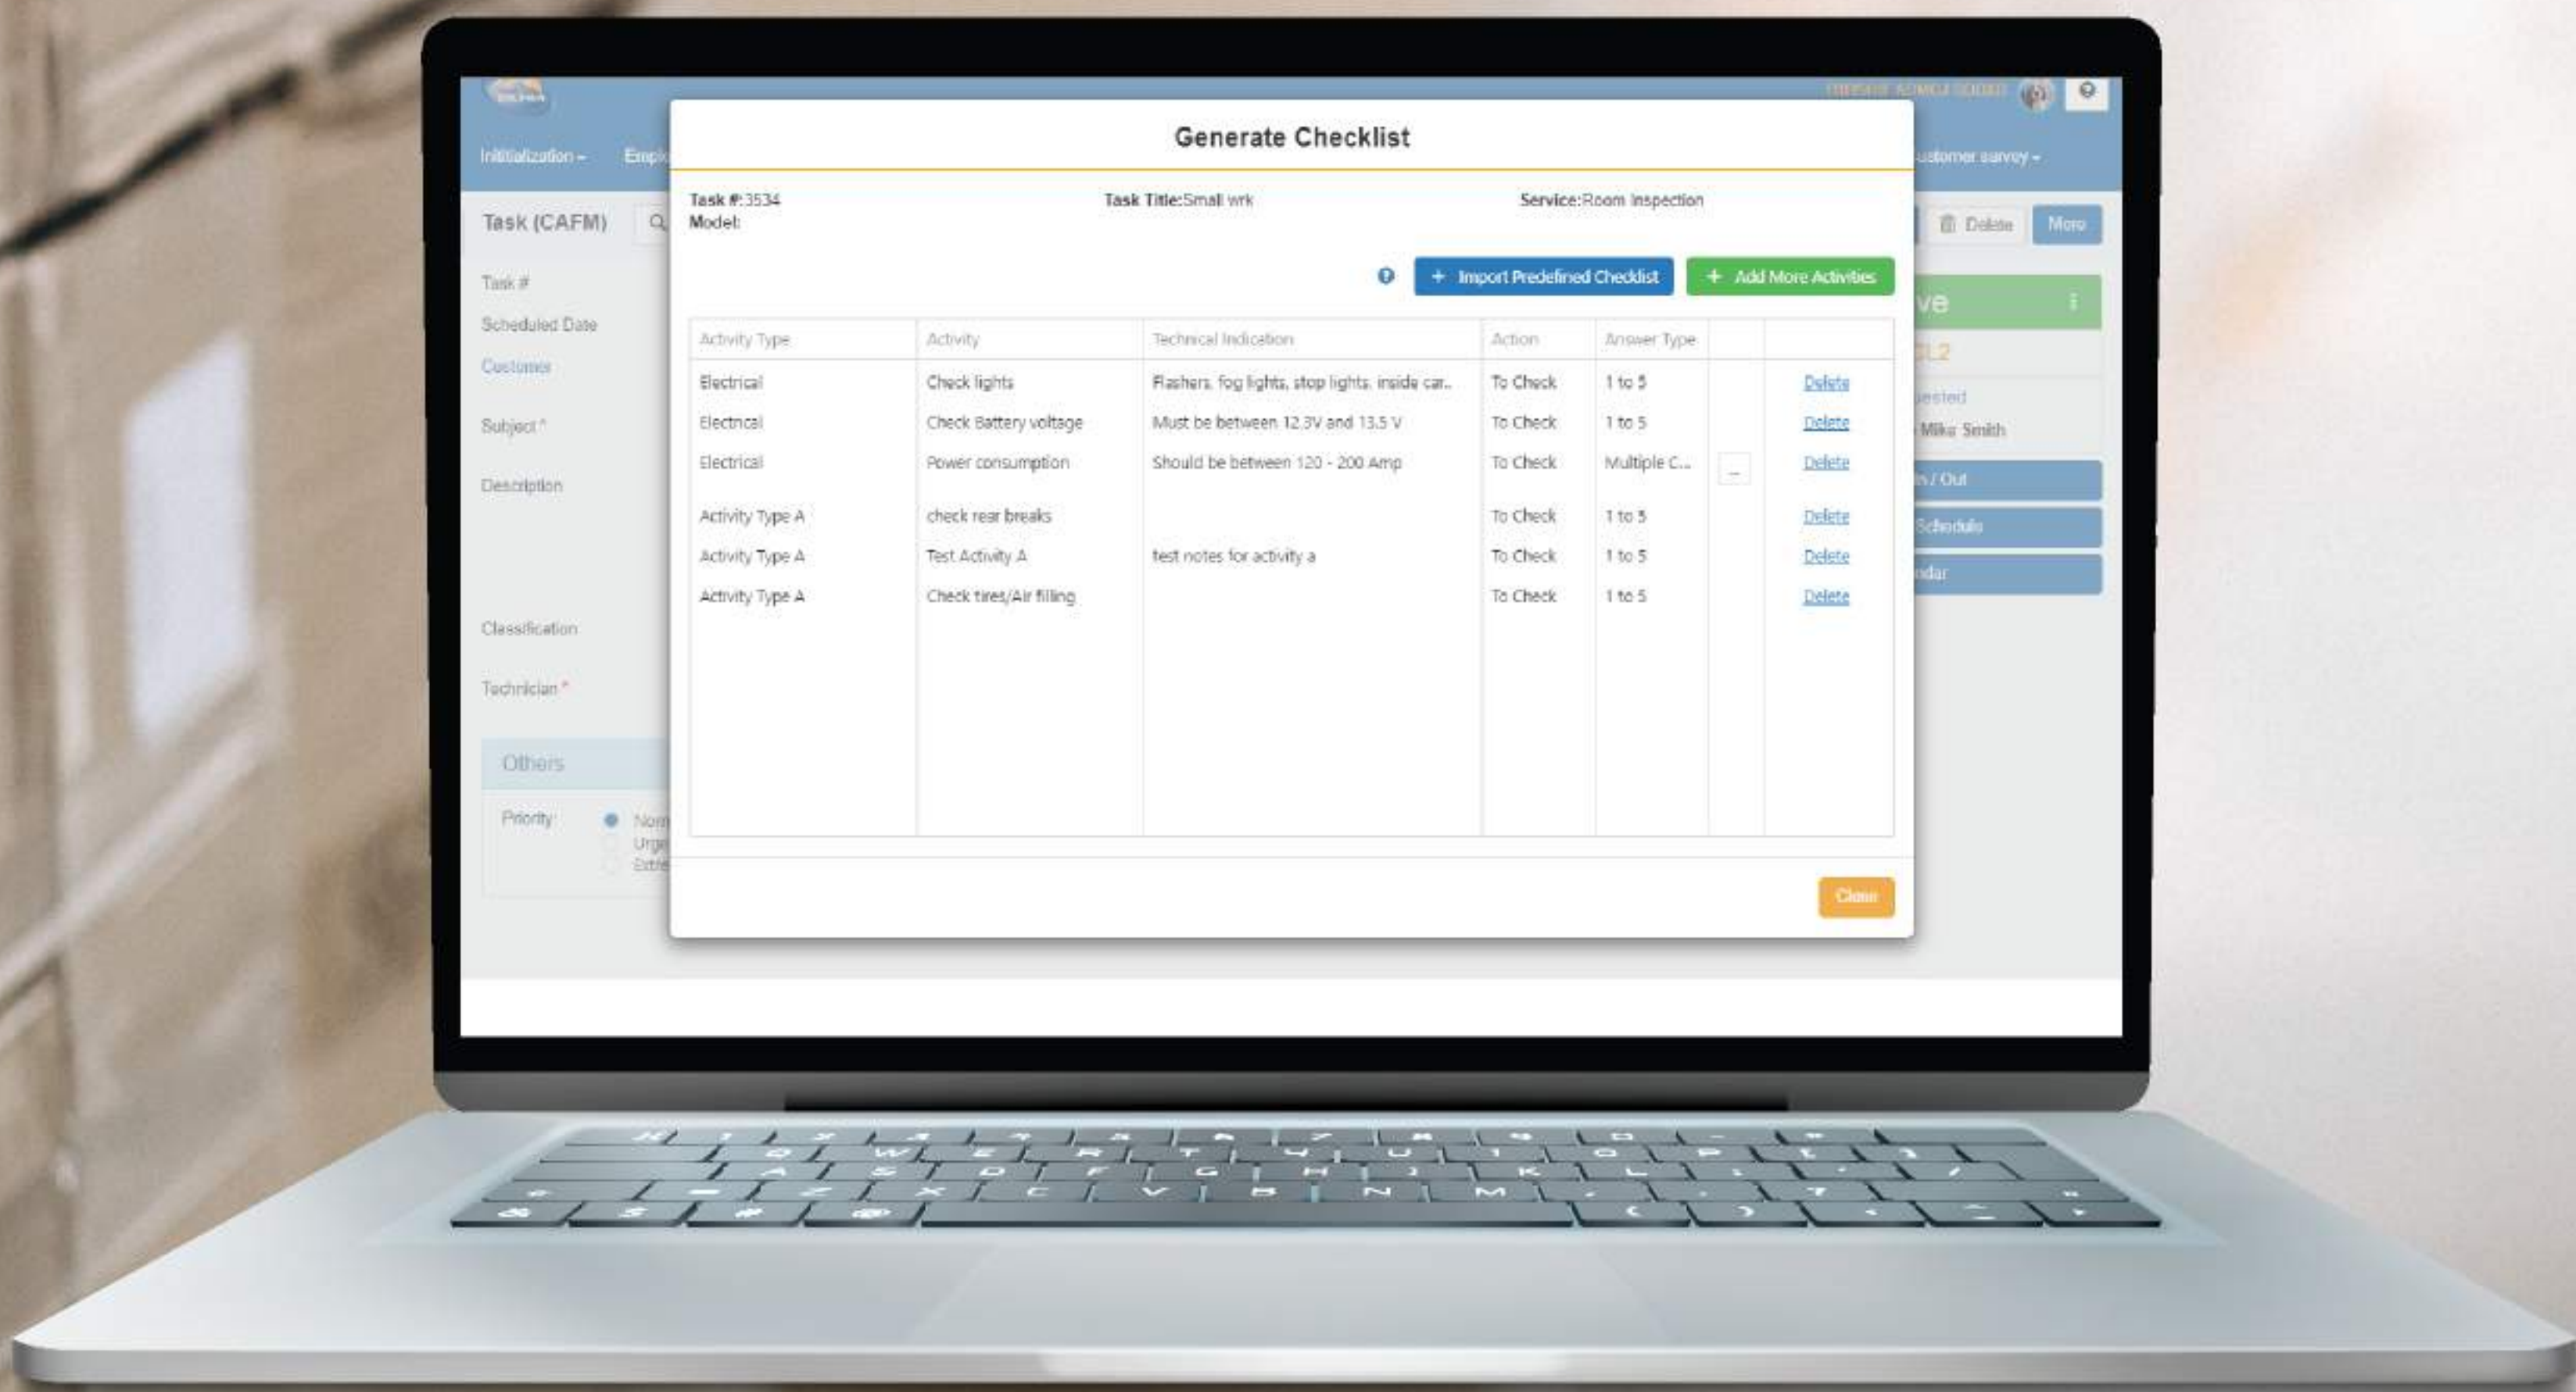 Inititialization
Task (CAFM)
Task #
Scheduled Date
Customer
Subject *
Description
Classification
Technician *
Others
Priority:
Generate Checklist
Task #:3534 Task Title:Small wrk Service:Room Inspection
Model:
+ Import Predefined Checklist + Add More Activities
Activity Type Activity Technical Indication Action Answer Type
Electrical Check lights Flashers, fog lights, stop lights, inside car.. To Check 1 to 5 Delete
Electrical Check Battery voltage Must be between 12.3V and 13.5 V To Check 1 to 5 Delete
Electrical Power consumption Should be between 120 - 200 Amp To Check Multiple C... ... Delete
Activity Type A check rear breaks To Check 1 to 5 Delete
Activity Type A Test Activity A test notes for activity a To Check 1 to 5 Delete
Activity Type A Check tires/Air filling To Check 1 to 5 Delete
Close
ustomer survey
Delete More
Mike Smith
In / Out
Schedule